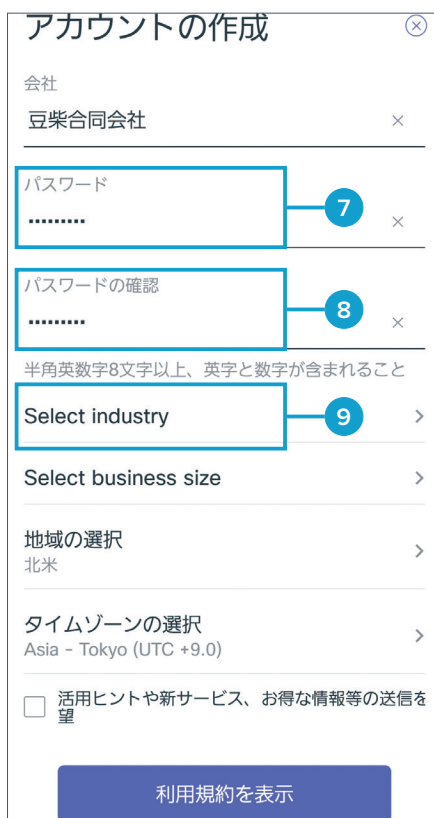 アカウントの作成
会社
豆柴合同会社
パスワード
•••••••••
7
パスワードの確認
•••••••••
8
半角英数字8文字以上、英字と数字が含まれること
Select industry
9
Select business size
地域の選択
北米
タイムゾーンの選択
Asia - Tokyo (UTC +9.0)
活用ヒントや新サービス、お得な情報等の送信を
望
利用規約を表示